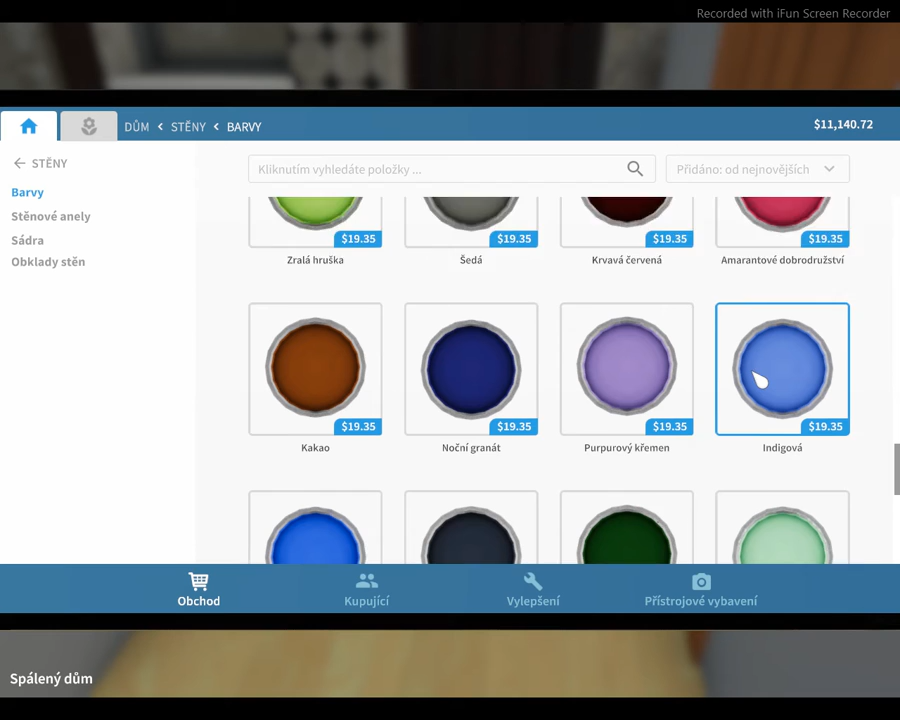 Recorded with iFun Screen Recorder
DŮM < STĚNY < BARVY
$11,140.72
STĚNY
Kliknutím vyhledáte položky ...
Přidáno: od nejnovějších
Barvy
Stěnové anely
Sádra
Obklady stěn
$19.35 $19.35 $19.35 $19.35
Zralá hruška Šedá Krvavá červená Amarantové dobrodružství
$19.35 $19.35 $19.35 $19.35
Kakao Noční granát Purpurový křemen Indigová
Obchod Kupující Vylepšení Přístrojové vybavení
Spálený dům